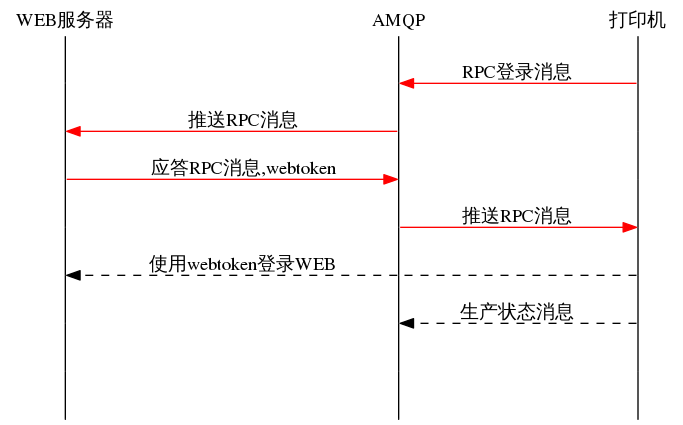 WEB服务器 AMQP 打印机
RPC登录消息
推送RPC消息
应答RPC消息,webtoken
推送RPC消息
使用webtoken登录WEB
生产状态消息